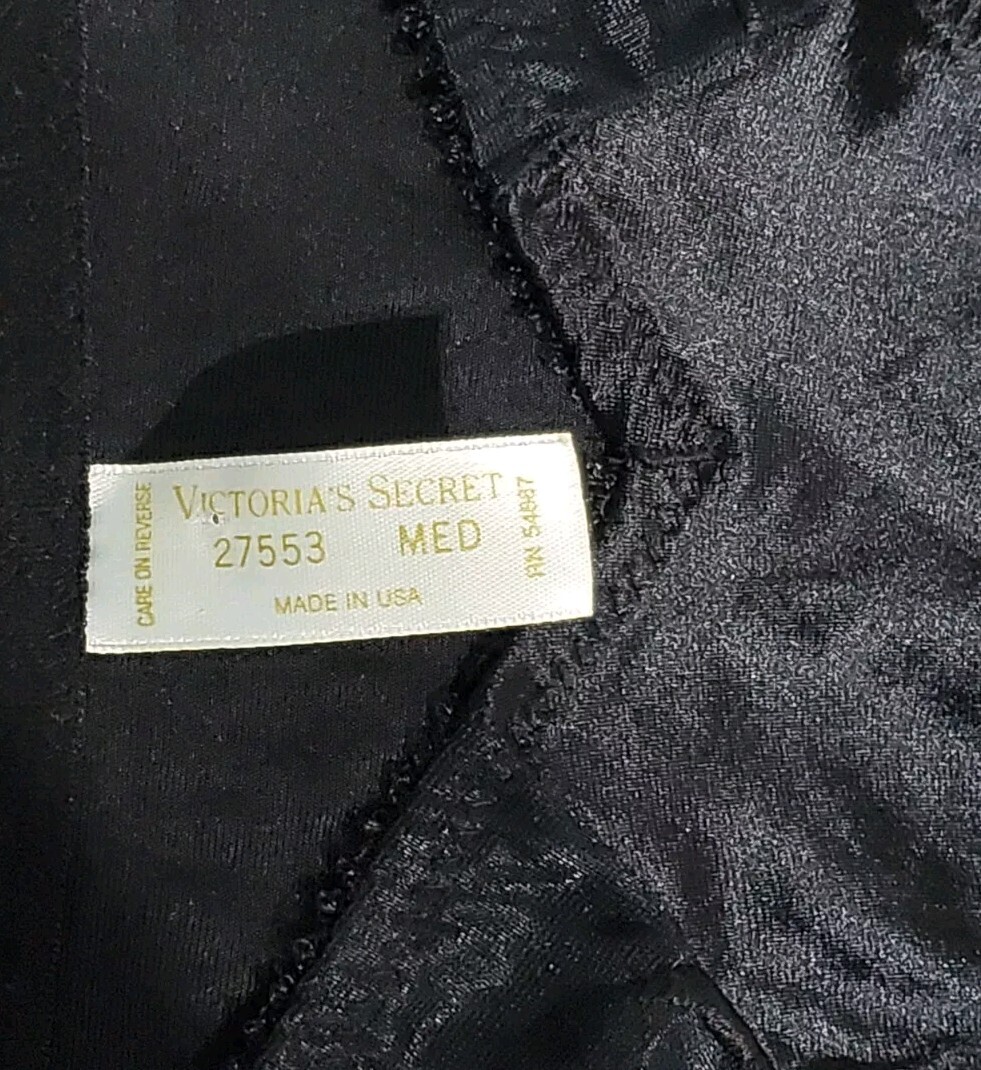 CARE ON REVERSE
VICTORIA'S SECRET
27553 MED
MADE IN USA
RN 54867